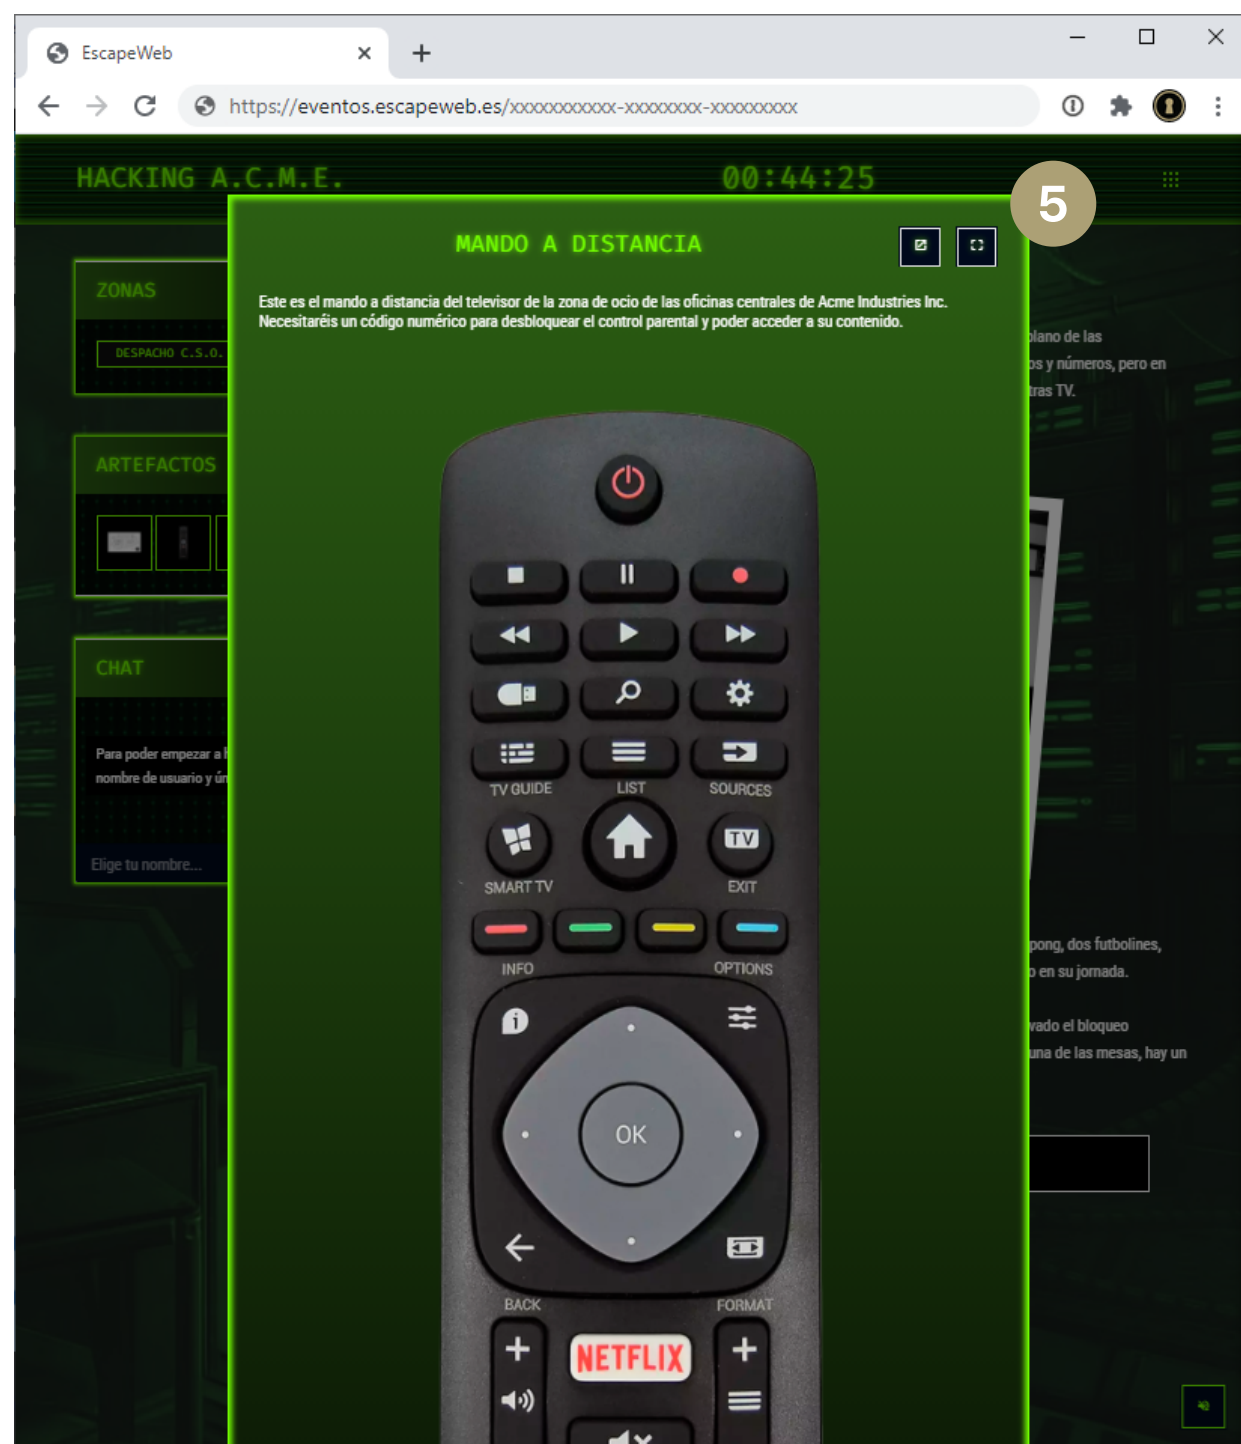 EscapeWeb
https://eventos.escapeweb.es/xxxxxxxxxxx-xxxxxxxx-xxxxxxxxx
HACKING A.C.M.E.
00:44:25
5
MANDO A DISTANCIA
Este es el mando a distancia del televisor de la zona de ocio de las oficinas centrales de Acme Industries Inc.
Necesitaréis un código numérico para desbloquear el control parental y poder acceder a su contenido.
ZONAS
DESPACHO C.S.O.
ARTEFACTOS
CHAT
Para poder empezar a
nombre de usuario y
Elige tu nombre...
plano de las
números, pero en
TV.
TV GUIDE
LIST
SOURCES
SMART TV
TV
EXIT
INFO
OPTIONS
OK
BACK
FORMAT
NETFLIX
pong, dos futbolines,
en su jornada.
el bloqueo
una de las mesas, hay un